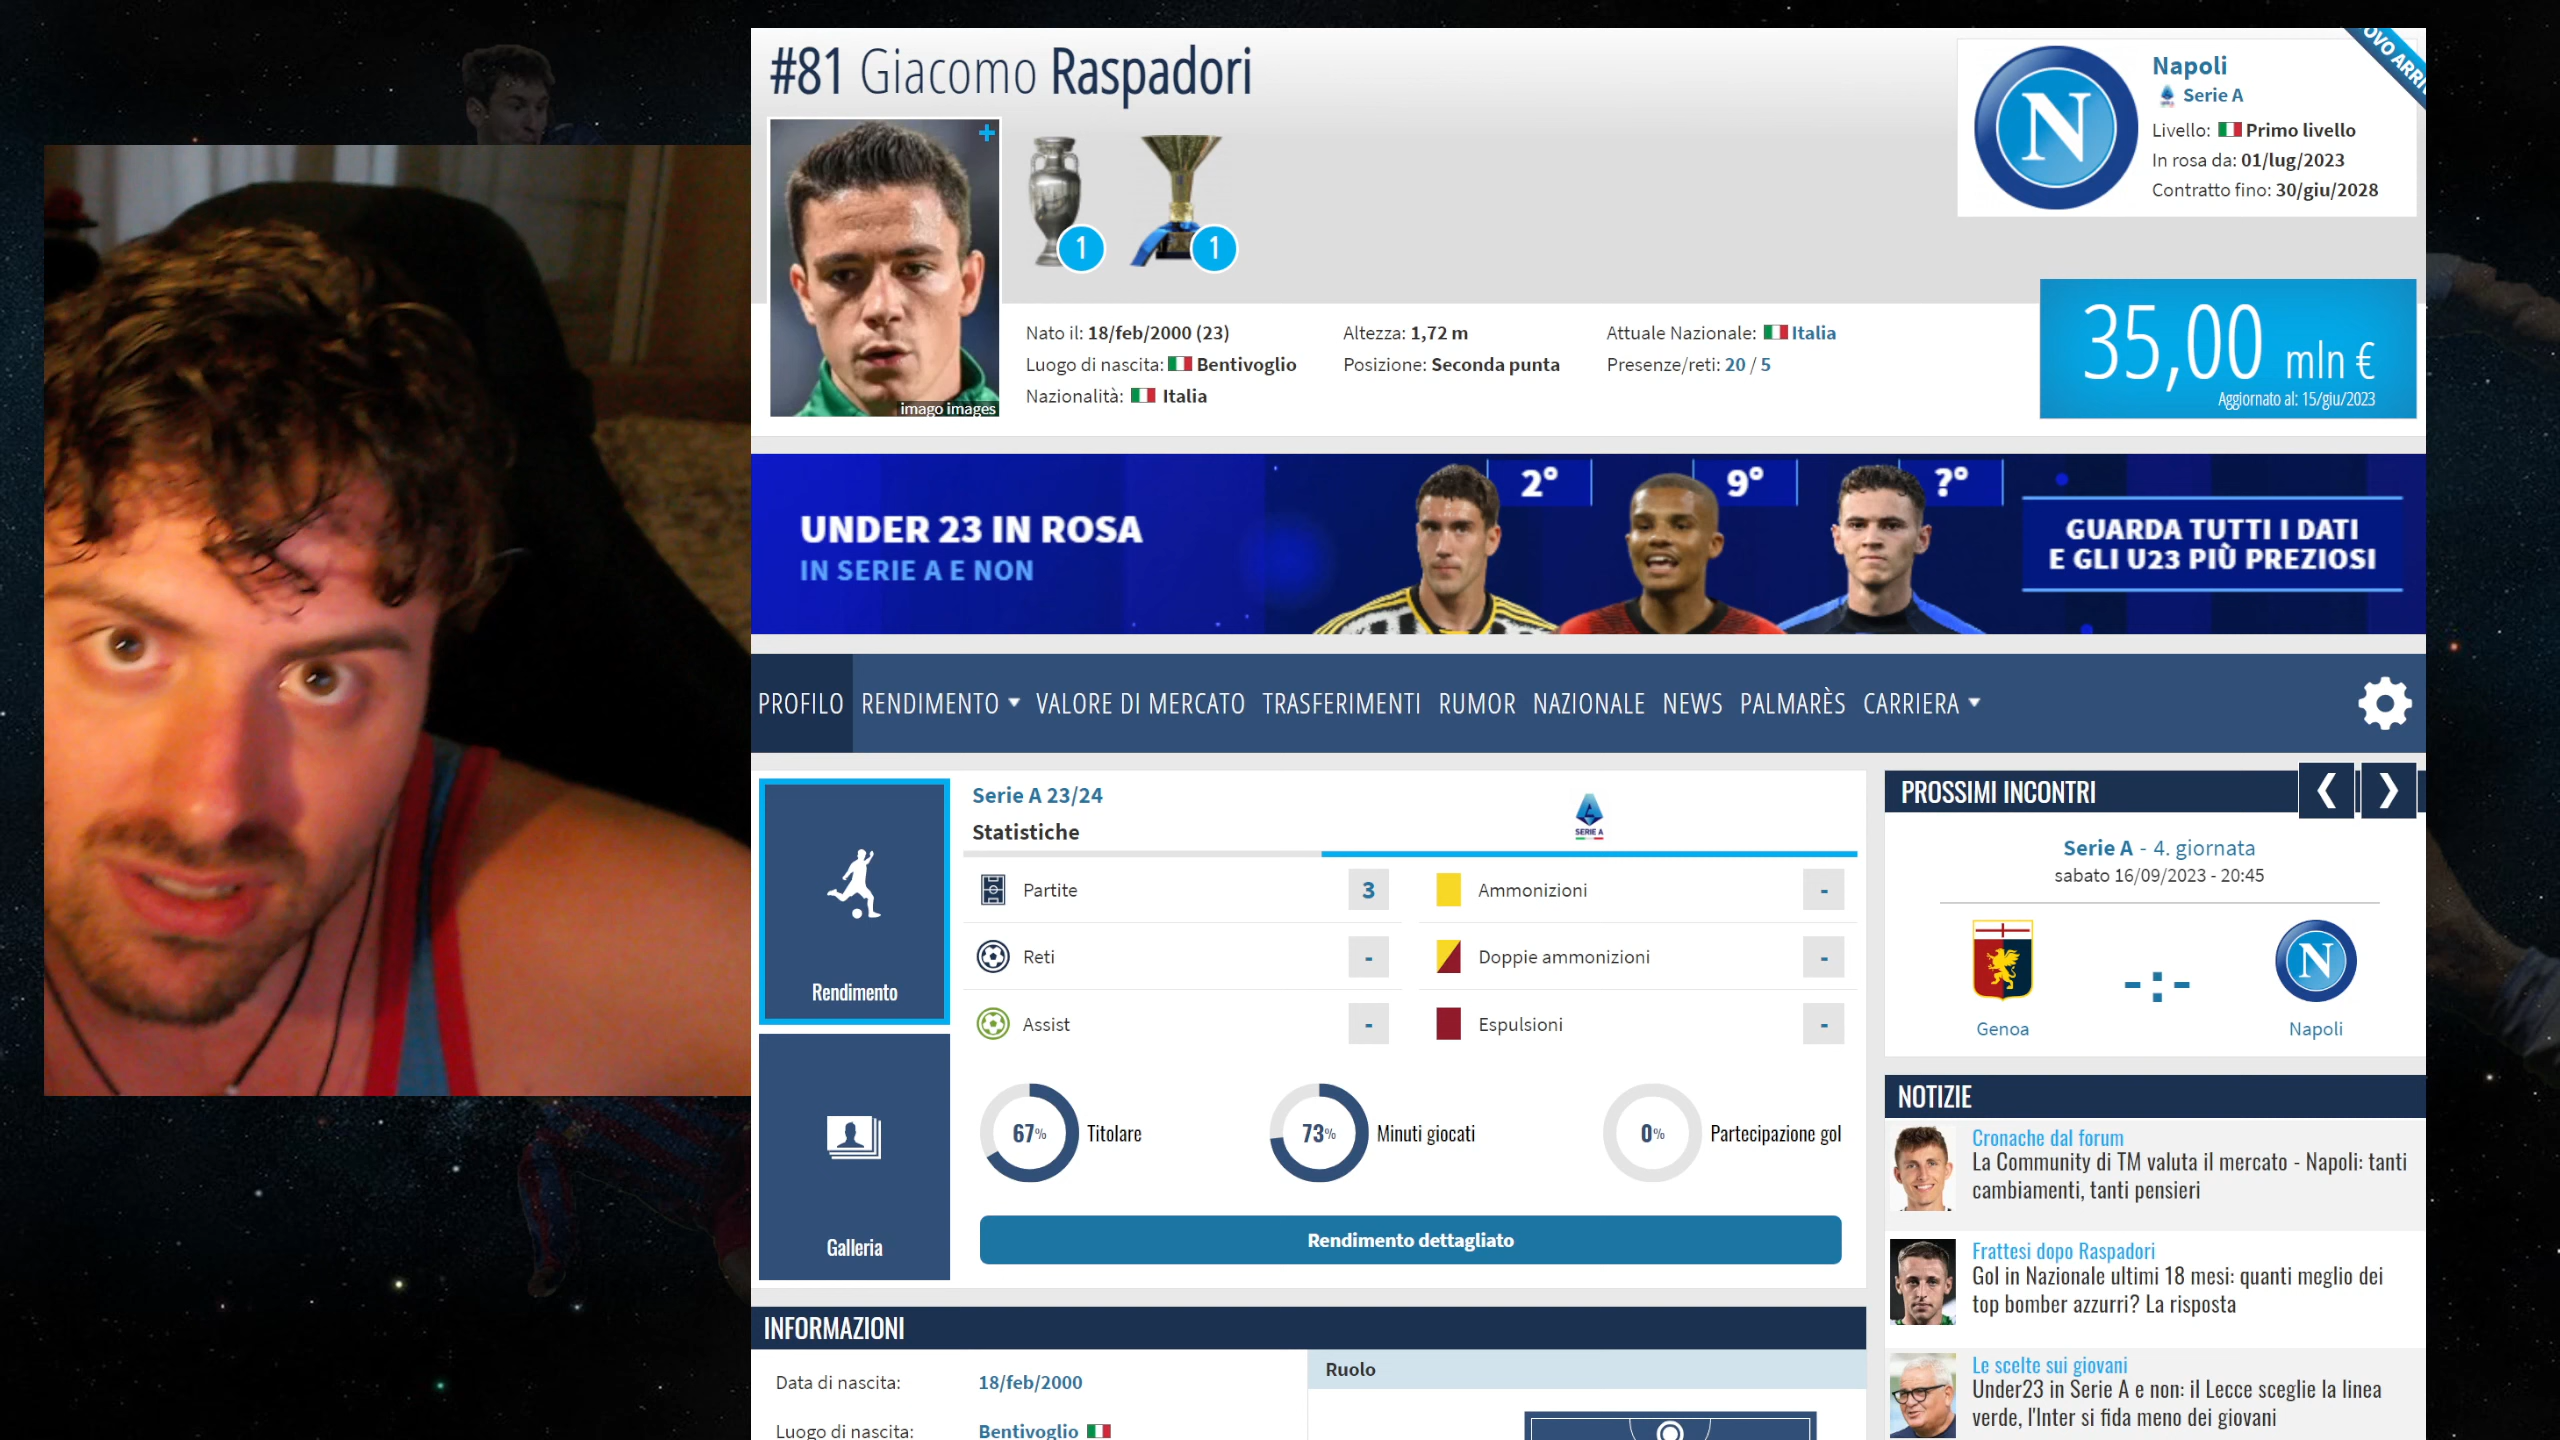 #81 Giacomo Raspadori
imago images
1
1
Nato il: 18/feb/2000 (23)
Luogo di nascita: Bentivoglio
Nazionalità: Italia
Altezza: 1,72 m
Posizione: Seconda punta
Attuale Nazionale: Italia
Presenze/reti: 20 / 5
N
Napoli
Serie A
Livello: Primo livello
In rosa da: 01/lug/2023
Contratto fino: 30/giu/2028
35,00 mln €
Aggiornato al: 15/giu/2023
UNDER 23 IN ROSA
IN SERIE A E NON
2°
9°
?°
GUARDA TUTTI I DATI
E GLI U23 PIÙ PREZIOSI
PROFILO RENDIMENTO VALORE DI MERCATO TRASFERIMENTI RUMOR NAZIONALE NEWS PALMARÈS CARRIERA
Rendimento
Galleria
Serie A 23/24
Statistiche
SERIE A
Partite 3
Ammonizioni -
Reti -
Doppie ammonizioni -
Assist -
Espulsioni -
67% Titolare
73% Minuti giocati
0% Partecipazione gol
Rendimento dettagliato
INFORMAZIONI
Data di nascita: 18/feb/2000
Luogo di nascita: Bentivoglio
Ruolo
PROSSIMI INCONTRI
Serie A - 4. giornata
sabato 16/09/2023 - 20:45
-:-
N
Genoa
Napoli
NOTIZIE
Cronache dal forum
La Community di TM valuta il mercato - Napoli: tanti
cambiamenti, tanti pensieri
Frattesi dopo Raspadori
Gol in Nazionale ultimi 18 mesi: quanti meglio dei
top bomber azzurri? La risposta
Le scelte sui giovani
Under23 in Serie A e non: il Lecce sceglie la linea
verde, l'Inter si fida meno dei giovani